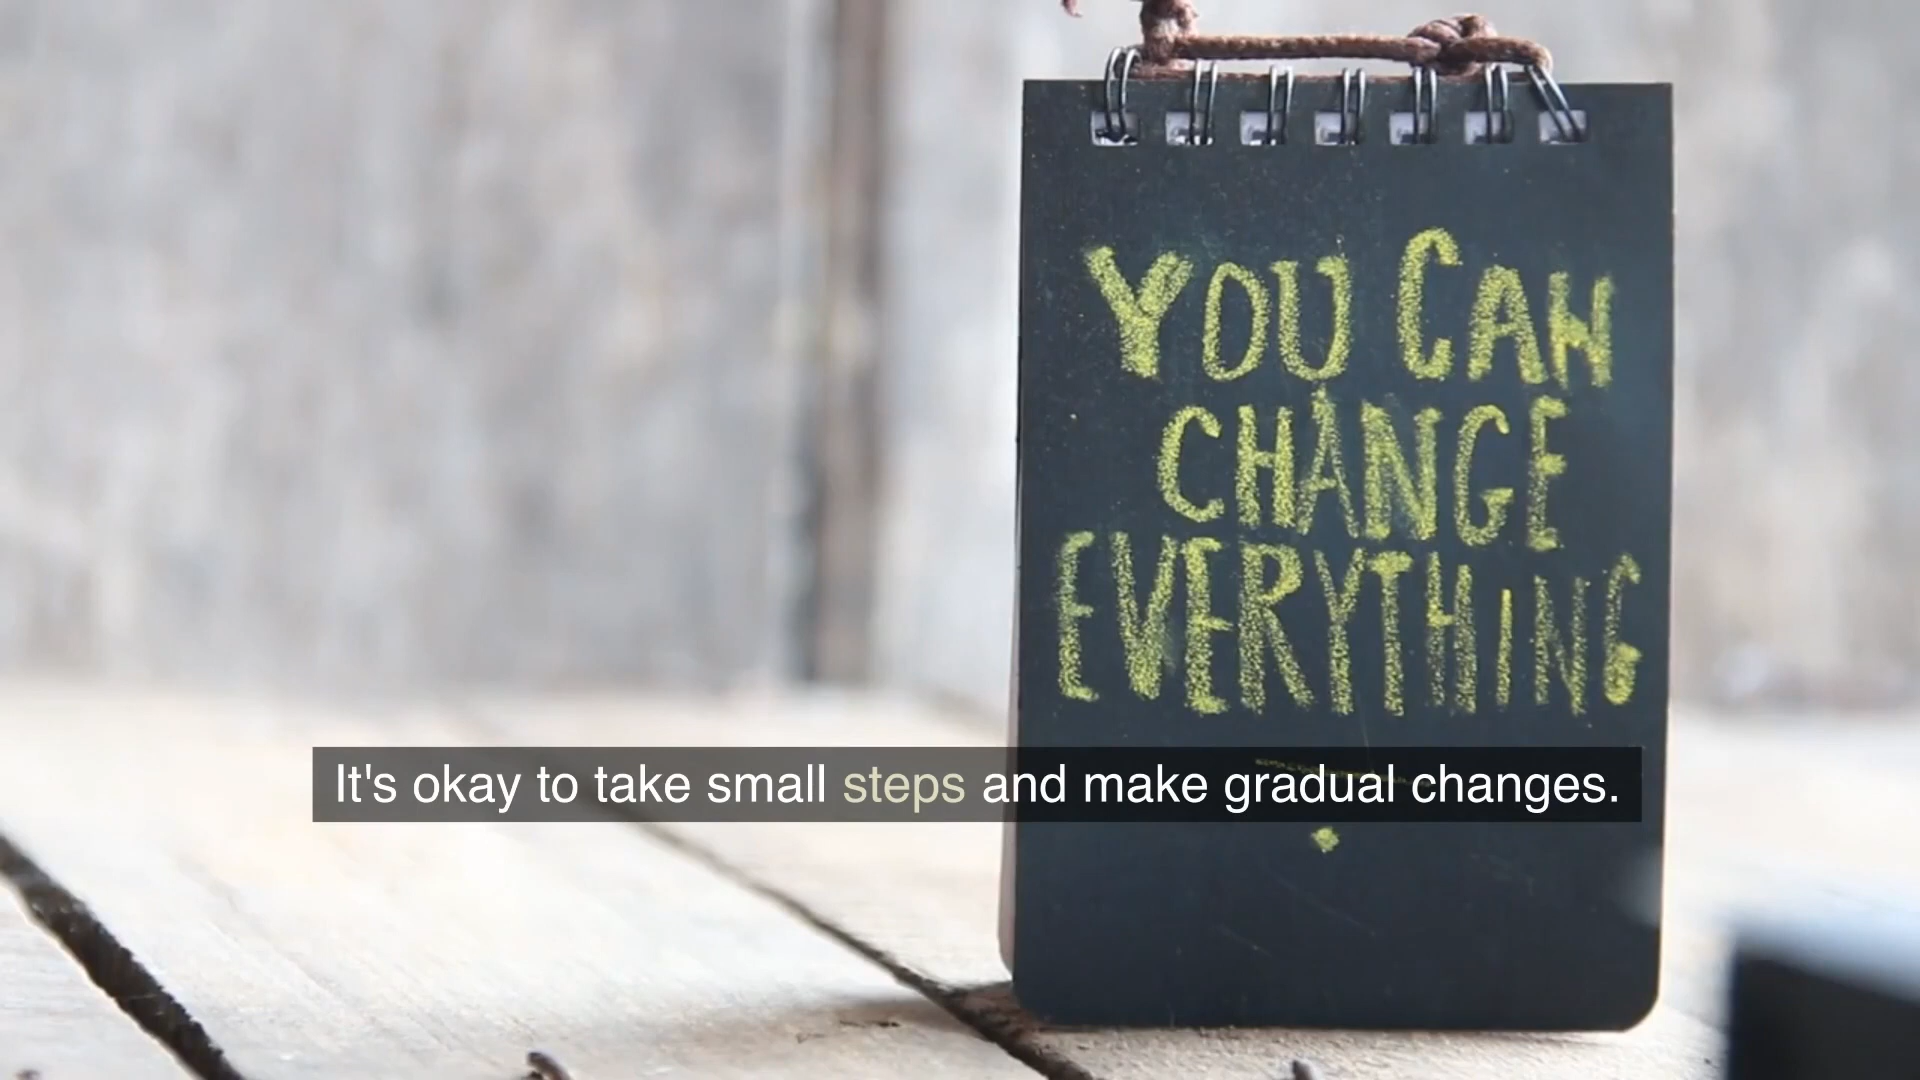 YOU CAN
CHANGE
EVERYTHING
It's okay to take small steps and make gradual changes.